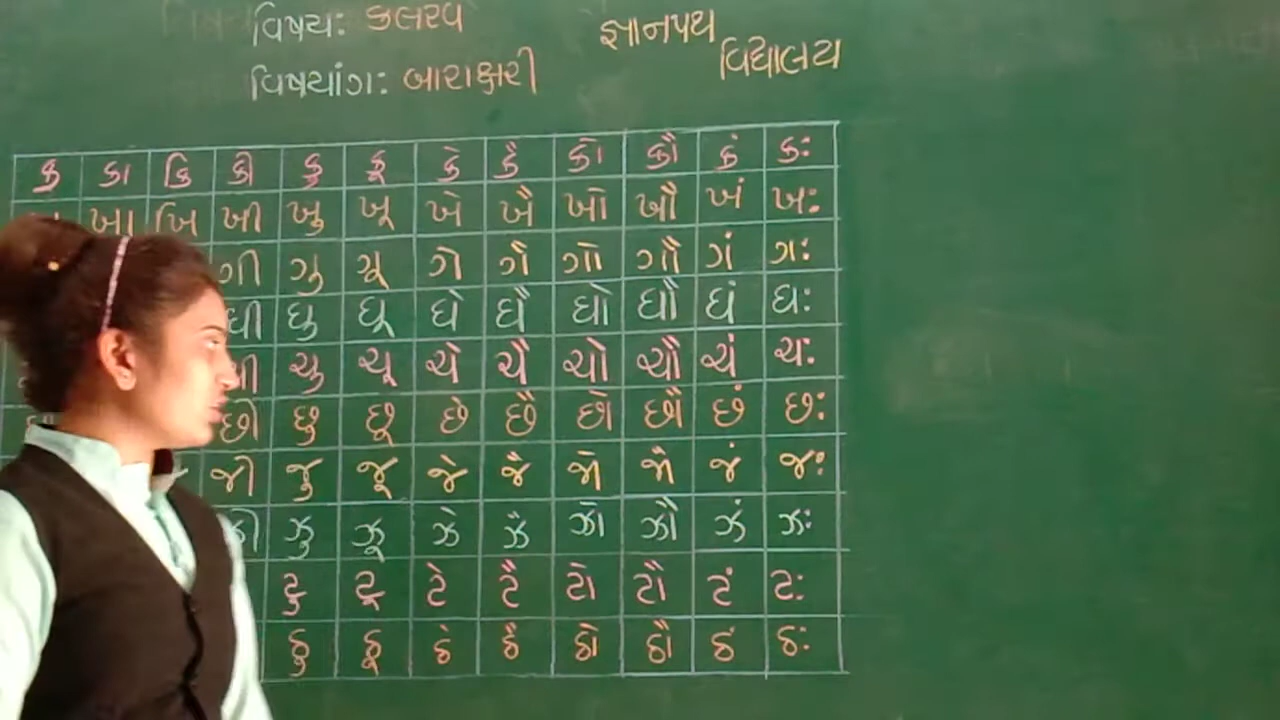 વિષય: કલરવ
જ્ઞાનપથ
વિદ્યાલય
વિષયાંગ: બારાક્ષરી
ક કા કિ કી કુ કૂ કે કૈ કો કૌ કં કઃ
ખા ખિ ખી ખુ ખૂ ખે ખૈ ખો ખૌ ખં ખઃ
ગી ગુ ગૂ ગે ગૈ ગો ગૌ ગં ગઃ
ઘી ઘુ ઘૂ ઘે ઘૈ ઘો ઘૌ ઘં ઘઃ
ચી ચુ ચૂ ચે ચૈ ચો ચૌ ચં ચઃ
છી છુ છૂ છે છૈ છો છૌ છં છઃ
જી જુ જૂ જે જૈ જો જૌ જં જઃ
ઝી ઝુ ઝૂ ઝે ઝૈ ઝો ઝૌ ઝં ઝઃ
ટુ ટૂ ટે ટૈ ટો ટૌ ટં ટઃ
ઠુ ઠૂ ઠે ઠૈ ઠો ઠૌ ઠં ઠઃ